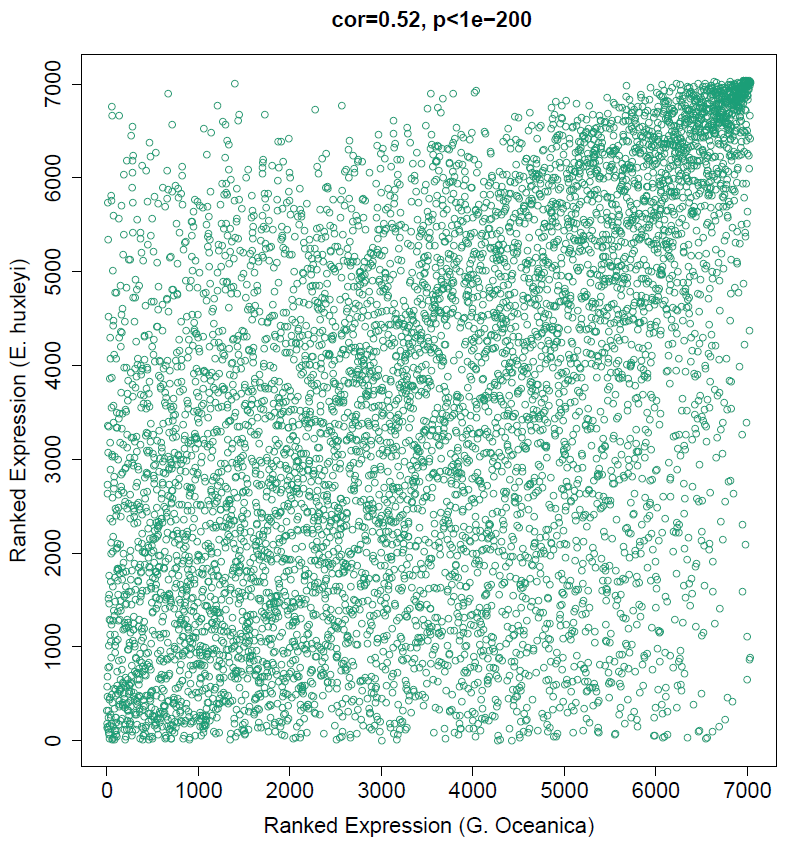 cor=0.52, p<1e−200
7000
6000
5000
4000
3000
2000
1000
0
Ranked Expression (E. huxleyi)
0 1000 2000 3000 4000 5000 6000 7000
Ranked Expression (G. Oceanica)